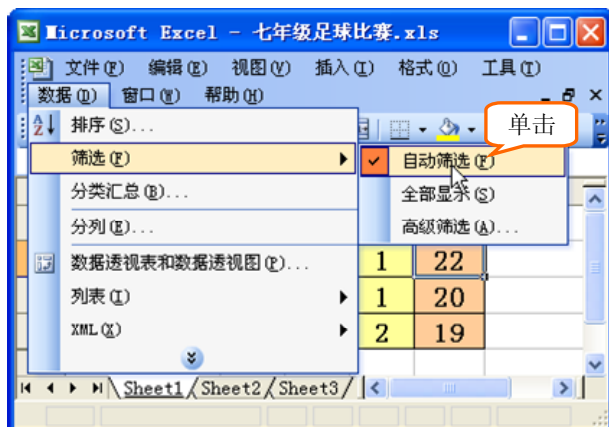 Microsoft Excel - 七年级足球比赛.xls
文件(F) 编辑(E) 视图(V) 插入(I) 格式(O) 工具(T)
数据(D) 窗口(W) 帮助(H)
排序(S)...
单击
筛选(F)
自动筛选(F)
分类汇总(B)...
全部显示(S)
分列(E)...
高级筛选(A)...
数据透视表和数据透视图(P)...
1 22
列表(I)
1 20
XML(X)
2 19
Sheet1 Sheet2 Sheet3